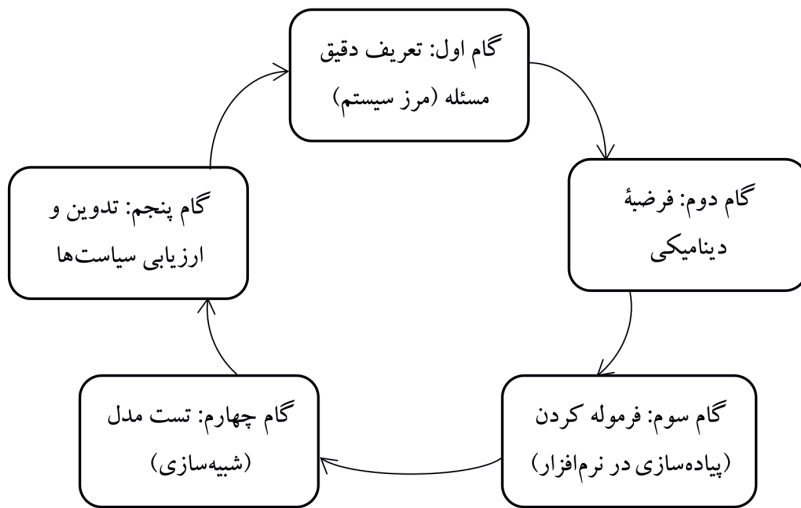 گام اول: تعریف دقیق
مسئله (مرز سیستم)
گام دوم: فرضیهٔ
دینامیکی
گام سوم: فرموله کردن
(پیاده‌سازی در نرم‌افزار)
گام چهارم: تست مدل
(شبیه‌سازی)
گام پنجم: تدوین و
ارزیابی سیاست‌ها